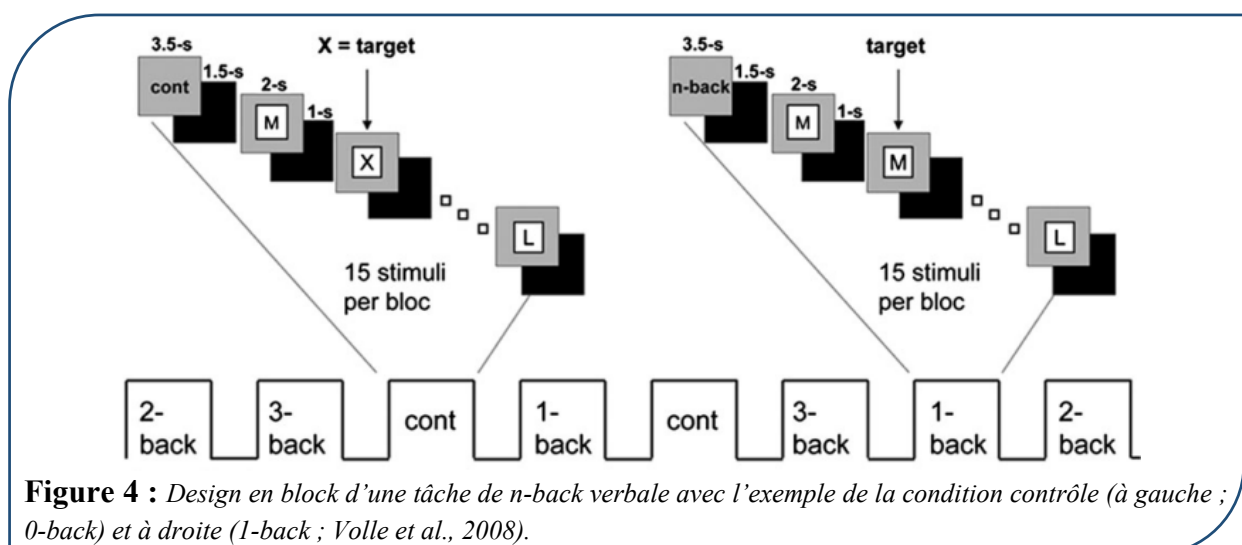 3.5-s
X = target
cont
1.5-s
2-s
M
1-s
X
L
15 stimuli
per bloc
3.5-s
target
n-back
1.5-s
2-s
M
1-s
M
L
15 stimuli
per bloc
2-
back
3-
back
cont
1-
back
cont
3-
back
1-
back
2-
back
Figure 4 : Design en block d’une tâche de n-back verbale avec l’exemple de la condition contrôle (à gauche ;
0-back) et à droite (1-back ; Volle et al., 2008).